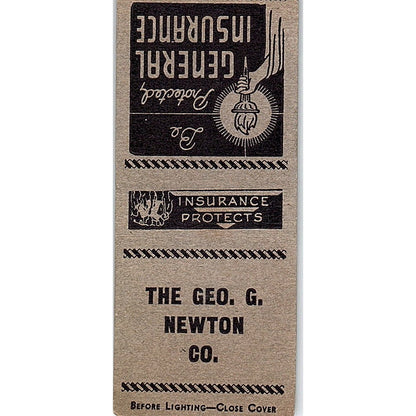 Be
Protected,
GENERAL
INSURANCE
INSURANCE
PROTECTS
THE GEO. G.
NEWTON
CO.
BEFORE LIGHTING—CLOSE COVER